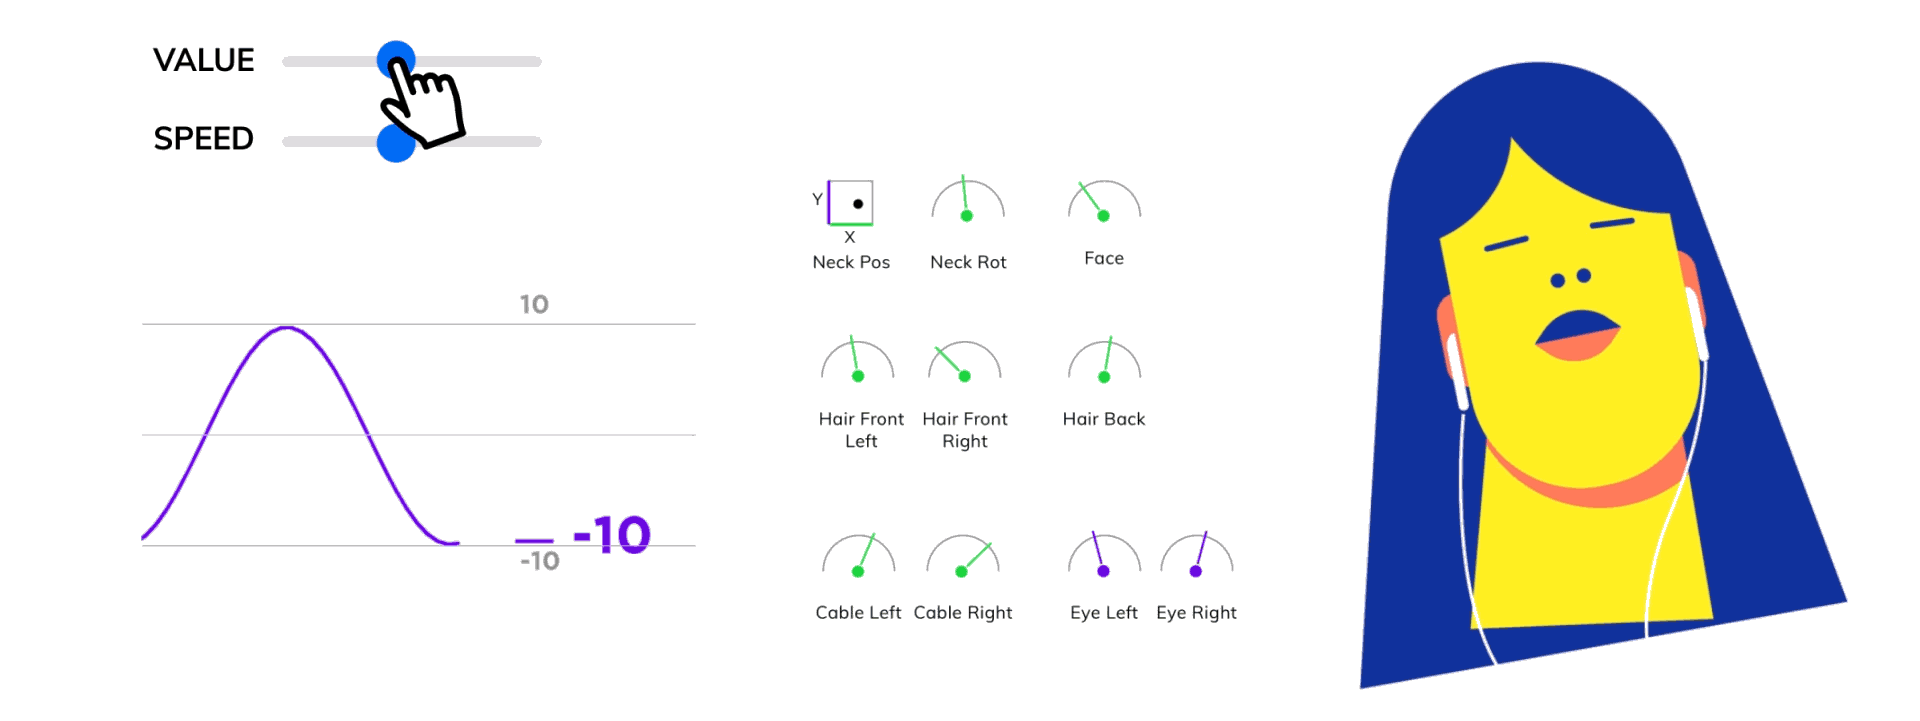 VALUE
SPEED
10
-10
-10
Y
X
Neck Pos
Neck Rot
Face
Hair Front
Left
Hair Front
Right
Hair Back
Cable Left
Cable Right
Eye Left
Eye Right